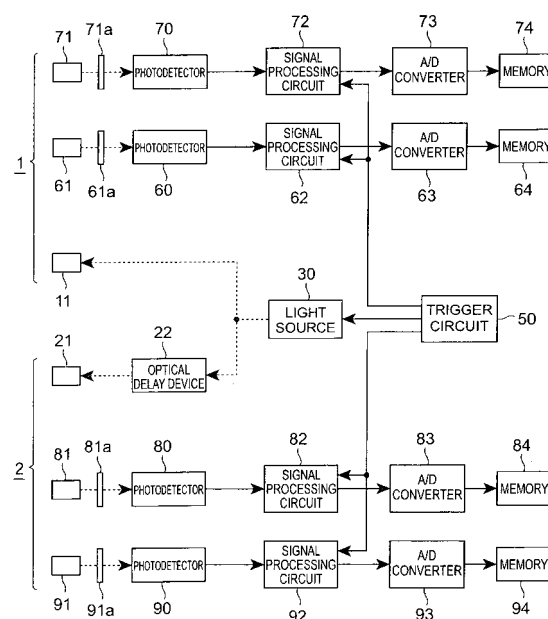 71 71a 70 72 73 74
PHOTODETECTOR
SIGNAL
PROCESSING
CIRCUIT
A/D
CONVERTER
MEMORY
1
PHOTODETECTOR
SIGNAL
PROCESSING
CIRCUIT
A/D
CONVERTER
MEMORY
61 61a 60 62 63 64
11
30
LIGHT
SOURCE
TRIGGER
CIRCUIT
50
21 22
OPTICAL
DELAY DEVICE
2
81 81a 80 82 83 84
PHOTODETECTOR
SIGNAL
PROCESSING
CIRCUIT
A/D
CONVERTER
MEMORY
PHOTODETECTOR
SIGNAL
PROCESSING
CIRCUIT
A/D
CONVERTER
MEMORY
91 91a 90 92 93 94